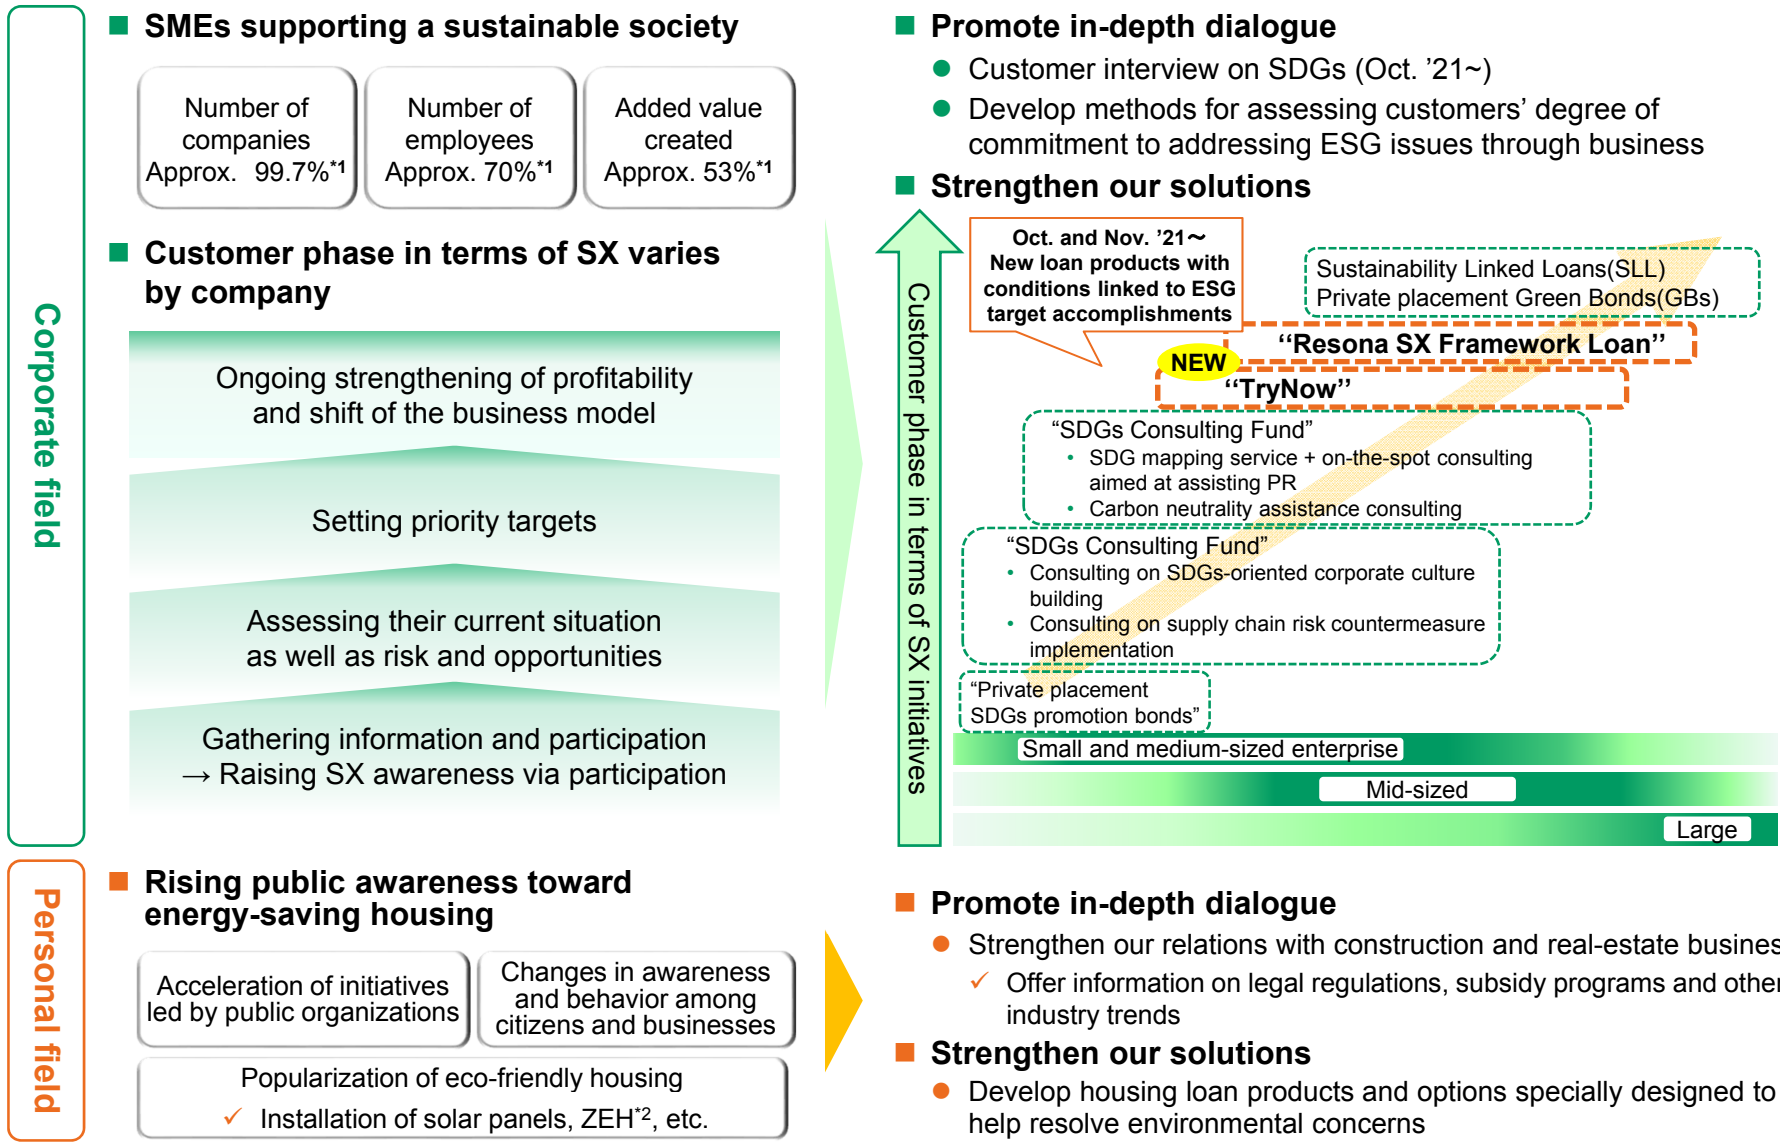 Corporate field
■ SMEs supporting a sustainable society
Number of
companies
Approx. 99.7%*1
Number of
employees
Approx. 70%*1
Added value
created
Approx. 53%*1
■ Customer phase in terms of SX varies
by company
Ongoing strengthening of profitability
and shift of the business model
Setting priority targets
Assessing their current situation
as well as risk and opportunities
Gathering information and participation
→ Raising SX awareness via participation
■ Promote in-depth dialogue
● Customer interview on SDGs (Oct. ’21~)
● Develop methods for assessing customers’ degree of
commitment to addressing ESG issues through business
■ Strengthen our solutions
Customer phase in terms of SX initiatives
Oct. and Nov. ’21～
New loan products with
conditions linked to ESG
target accomplishments
Sustainability Linked Loans(SLL)
Private placement Green Bonds(GBs)
“Resona SX Framework Loan”
NEW
“TryNow”
“SDGs Consulting Fund”
• SDG mapping service + on-the-spot consulting
aimed at assisting PR
• Carbon neutrality assistance consulting
“SDGs Consulting Fund”
• Consulting on SDGs-oriented corporate culture
building
• Consulting on supply chain risk countermeasure
implementation
“Private placement
SDGs promotion bonds”
Small and medium-sized enterprise
Mid-sized
Large
Personal field
■ Rising public awareness toward
energy-saving housing
Acceleration of initiatives
led by public organizations
Changes in awareness
and behavior among
citizens and businesses
Popularization of eco-friendly housing
✓ Installation of solar panels, ZEH*2, etc.
■ Promote in-depth dialogue
● Strengthen our relations with construction and real-estate busines
✓ Offer information on legal regulations, subsidy programs and other
industry trends
■ Strengthen our solutions
● Develop housing loan products and options specially designed to
help resolve environmental concerns